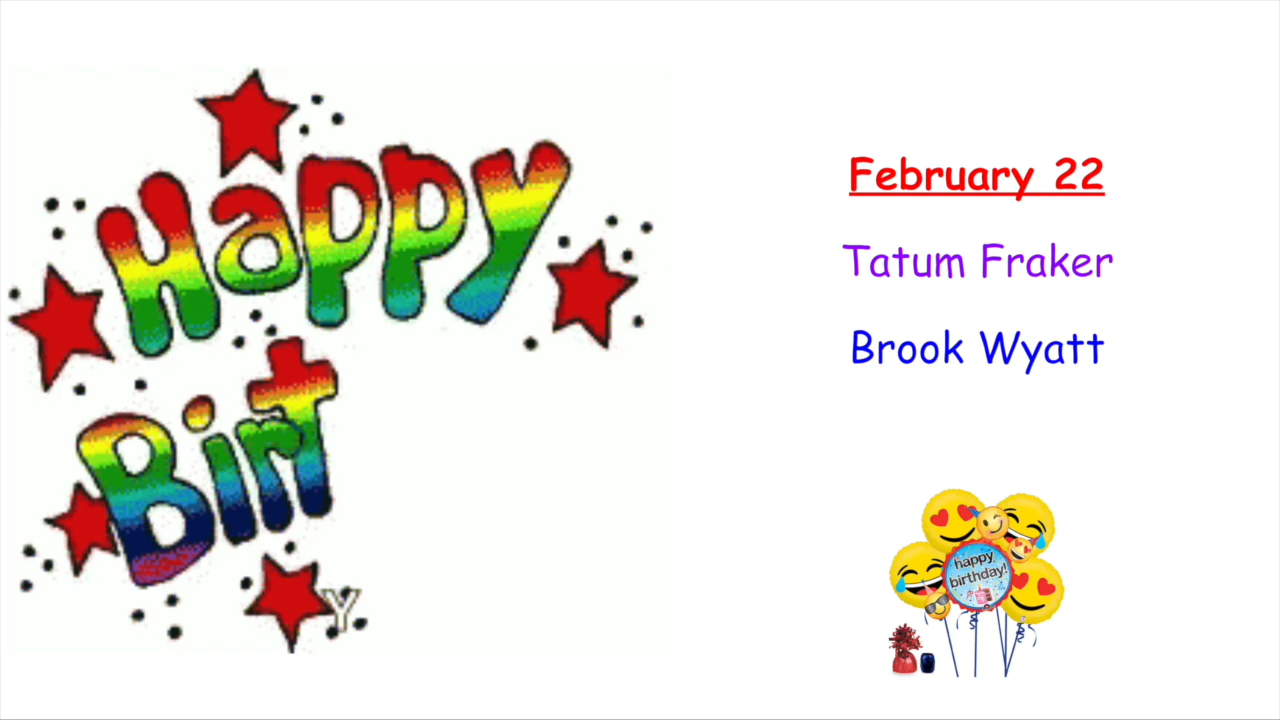 Happy
Birt
Y
February 22
Tatum Fraker
Brook Wyatt
happy
birthday!